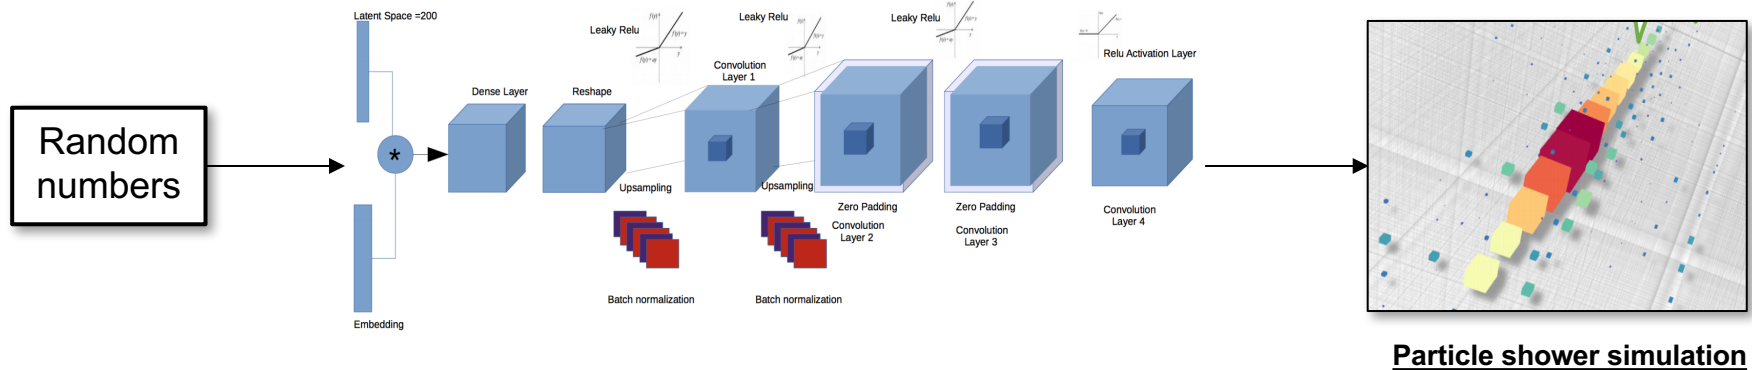 Random
numbers
Latent Space =200
*
Embedding
Dense Layer
Reshape
Leaky Relu
Upsampling
Batch normalization
Convolution
Layer 1
Leaky Relu
Upsampling
Batch normalization
Zero Padding
Convolution
Layer 2
Leaky Relu
Zero Padding
Convolution
Layer 3
Relu Activation Layer
Convolution
Layer 4
Particle shower simulation